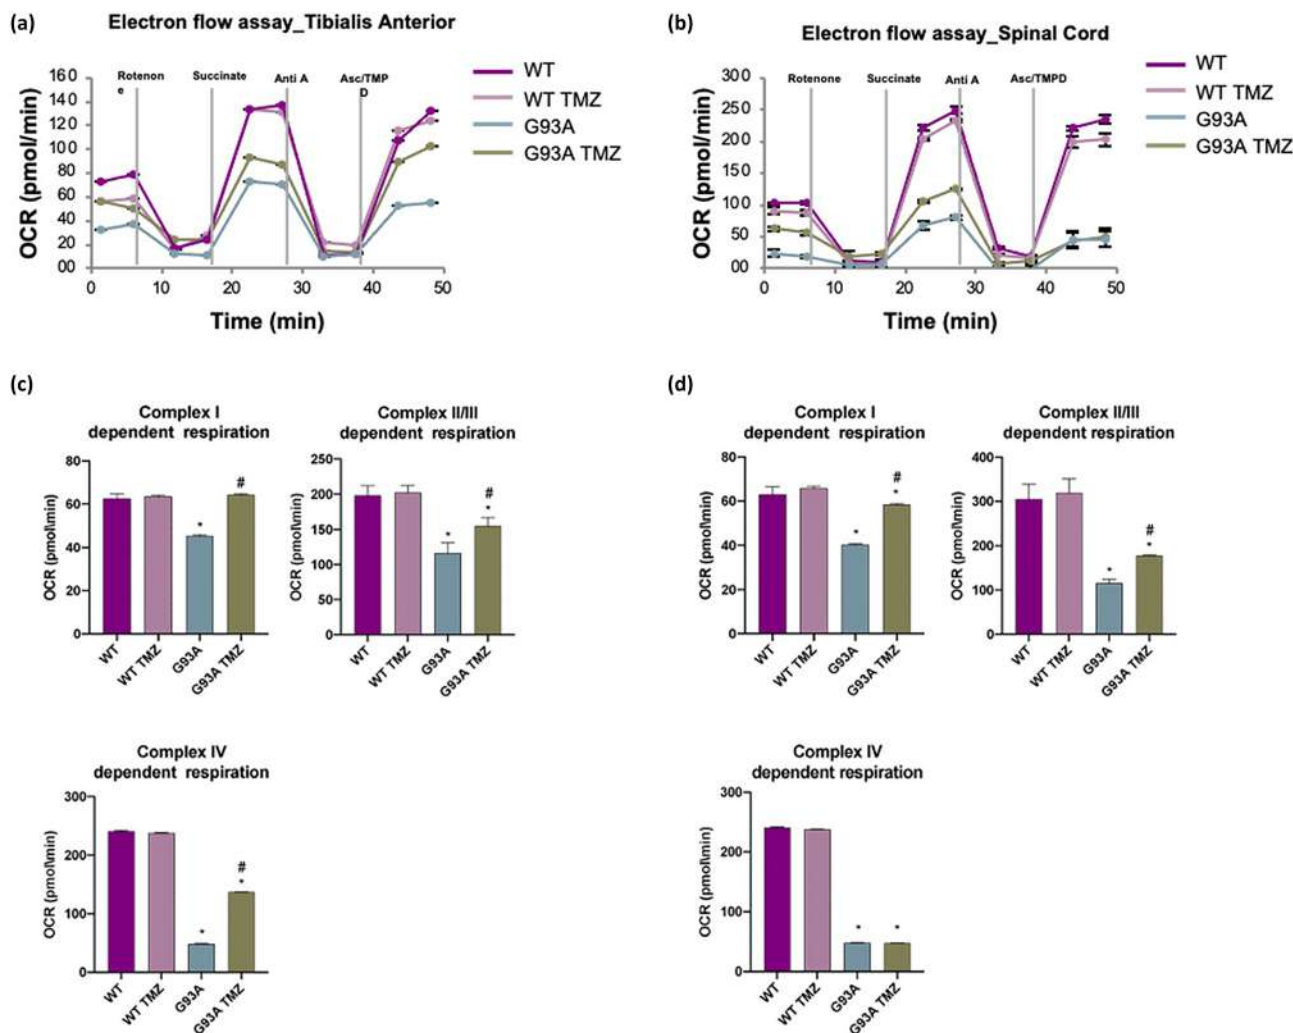 (a)
Electron flow assay_Tibialis Anterior
OCR (pmol/min)
160
140
120
100
80
60
40
20
00
Rotenon
e
Succinate
Anti A
Asc/TMP
D
WT
WT TMZ
G93A
G93A TMZ
0
10
20
30
40
50
Time (min)
(b)
Electron flow assay_Spinal Cord
OCR (pmol/min)
300
250
200
150
100
50
00
Rotenone
Succinate
Anti A
Asc/TMPD
WT
WT TMZ
G93A
G93A TMZ
0
10
20
30
40
50
Time (min)
(c)
Complex I
dependent respiration
OCR (pmol\min)
80
60
40
20
0
*
#
WT
WT TMZ
G93A
G93A TMZ
Complex II/III
dependent respiration
OCR (pmol\min)
250
200
150
100
50
0
*
#
*
WT
WT TMZ
G93A
G93A TMZ
Complex IV
dependent respiration
OCR (pmol\min)
300
200
100
0
*
#
*
WT
WT TMZ
G93A
G93A TMZ
(d)
Complex I
dependent respiration
OCR (pmol\min)
80
60
40
20
0
*
#
*
WT
WT TMZ
G93A
G93A TMZ
Complex II/III
dependent respiration
OCR (pmol\min)
400
300
200
100
0
*
#
*
WT
WT TMZ
G93A
G93A TMZ
Complex IV
dependent respiration
OCR (pmol\min)
300
200
100
0
*
*
WT
WT TMZ
G93A
G93A TMZ